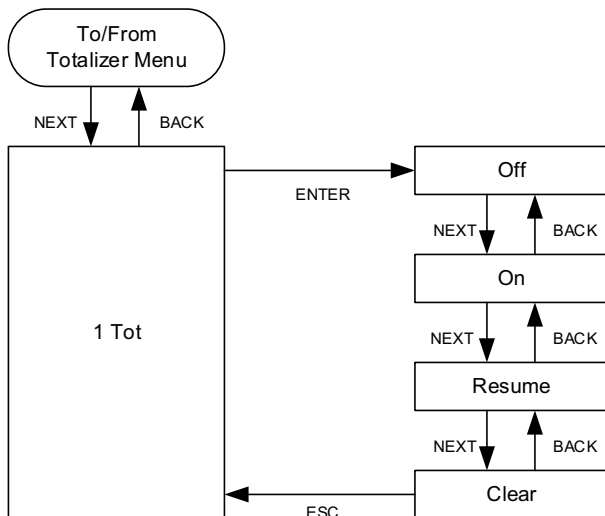 To/From
Totalizer Menu
NEXT
BACK
1 Tot
ENTER
Off
NEXT
BACK
On
NEXT
BACK
Resume
NEXT
BACK
Clear
ESC